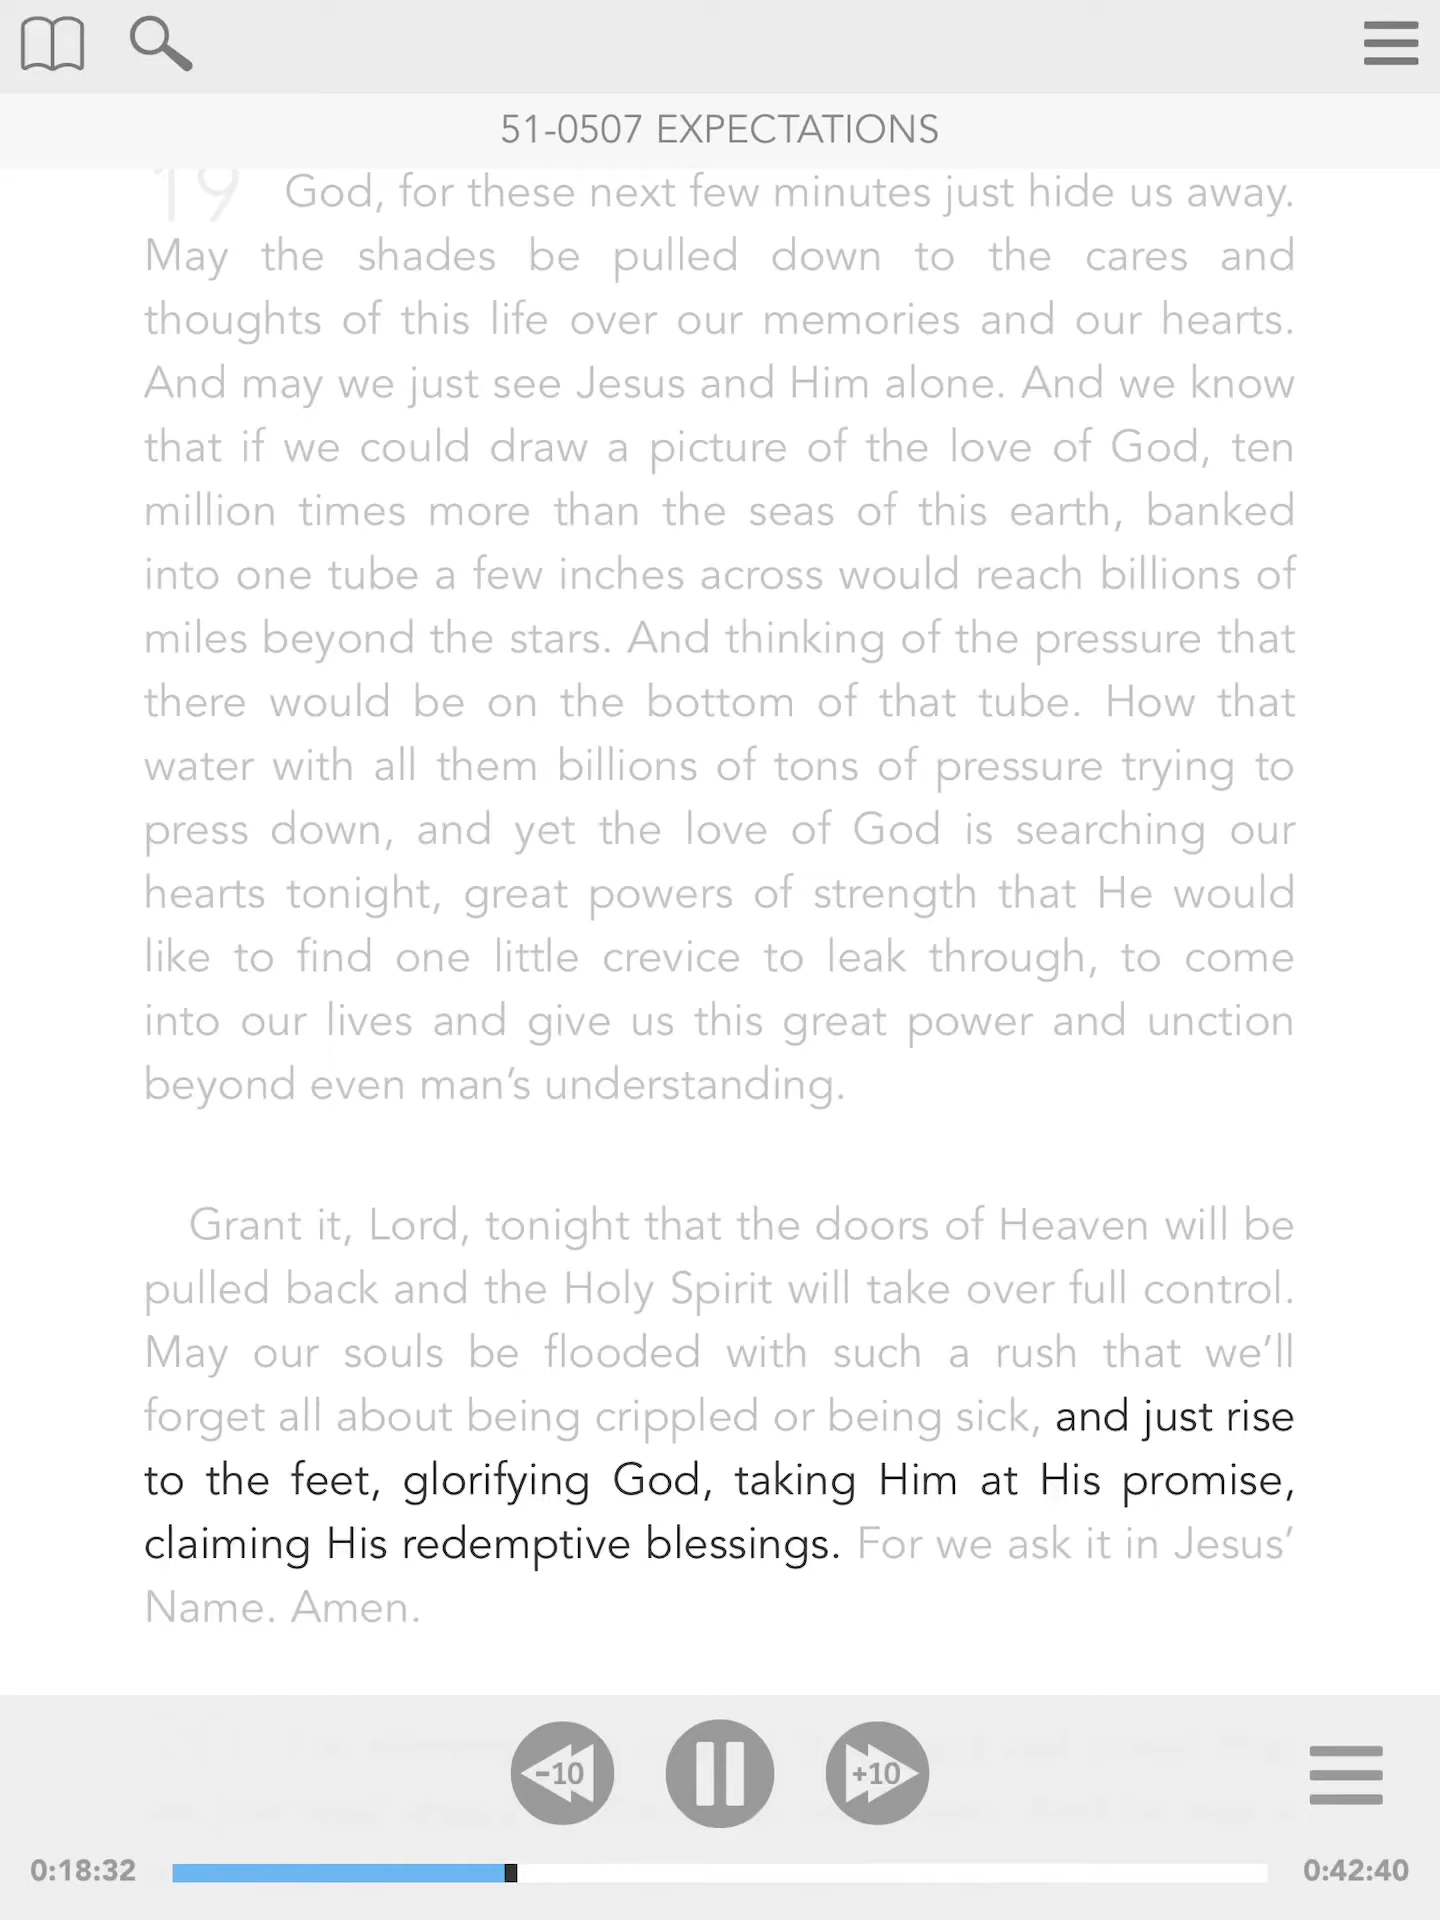 51-0507 EXPECTATIONS
19 God, for these next few minutes just hide us away.
May the shades be pulled down to the cares and
thoughts of this life over our memories and our hearts.
And may we just see Jesus and Him alone. And we know
that if we could draw a picture of the love of God, ten
million times more than the seas of this earth, banked
into one tube a few inches across would reach billions of
miles beyond the stars. And thinking of the pressure that
there would be on the bottom of that tube. How that
water with all them billions of tons of pressure trying to
press down, and yet the love of God is searching our
hearts tonight, great powers of strength that He would
like to find one little crevice to leak through, to come
into our lives and give us this great power and unction
beyond even man’s understanding.
Grant it, Lord, tonight that the doors of Heaven will be
pulled back and the Holy Spirit will take over full control.
May our souls be flooded with such a rush that we’ll
forget all about being crippled or being sick, and just rise
to the feet, glorifying God, taking Him at His promise,
claiming His redemptive blessings. For we ask it in Jesus’
Name. Amen.
-10 +10
0:18:32 0:42:40